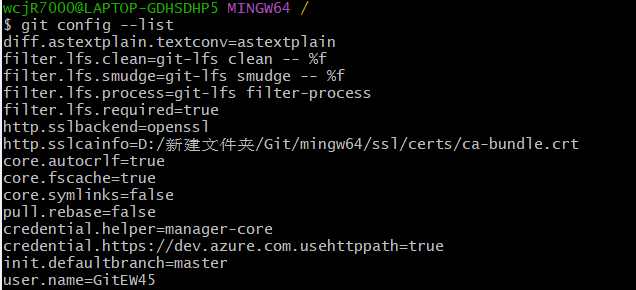 wcjR7000@LAPTOP-GDHSDHP5 MINGW64 /
$ git config --list
diff.astextplain.textconv=astextplain
filter.lfs.clean=git-lfs clean -- %f
filter.lfs.smudge=git-lfs smudge -- %f
filter.lfs.process=git-lfs filter-process
filter.lfs.required=true
http.sslbackend=openssl
http.sslcainfo=D:/新建文件夹/Git/mingw64/ssl/certs/ca-bundle.crt
core.autocrlf=true
core.fscache=true
core.symlinks=false
pull.rebase=false
credential.helper=manager-core
credential.https://dev.azure.com.usehttppath=true
init.defaultbranch=master
user.name=GitEW45